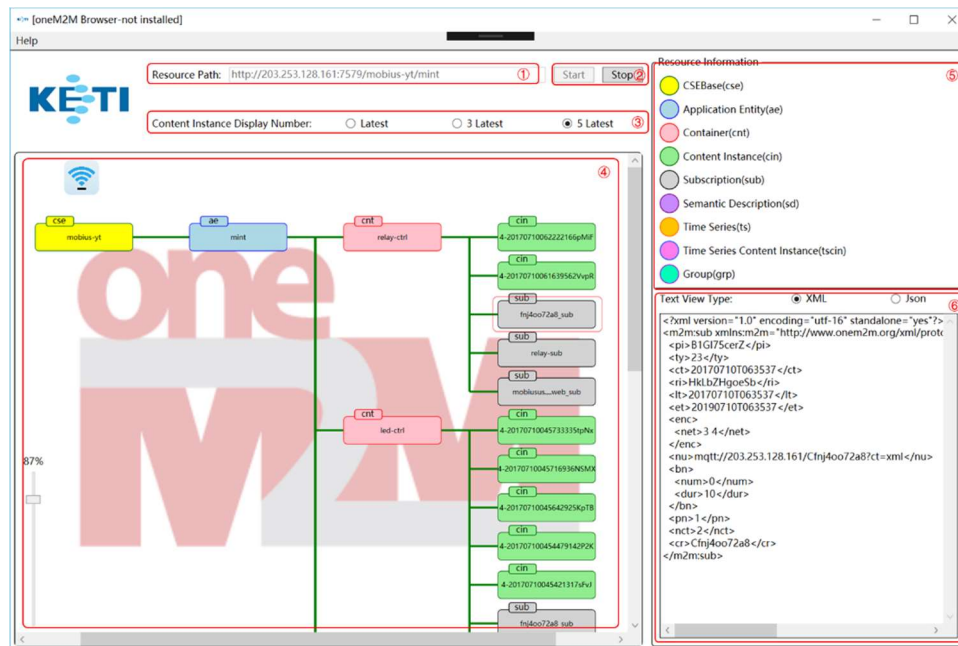 [oneM2M Browser-not installed]
Help
KETI
Resource Path: http://203.253.128.161:7579/mobius-yt/mint ①
Start Stop ②
Content Instance Display Number: Latest 3 Latest 5 Latest ③
④
87%
one
M2M
cse
mobius-yt
ae
mint
cnt
relay-ctrl
cin
4-20170710062222166pMlF
cin
4-20170710061639562VvpR
sub
fnj4oo72a8_sub
sub
relay-sub
sub
mobiusus....web_sub
cnt
led-ctrl
cin
4-20170710045733335tpNx
cin
4-20170710045716936NSMX
cin
4-20170710045642925KpTB
cin
4-20170710045447914​2P2K
cin
4-20170710045421317sFvJ
sub
fnj4oo72a8_sub
Resource Information
⑤
CSEBase(cse)
Application Entity(ae)
Container(cnt)
Content Instance(cin)
Subscription(sub)
Semantic Description(sd)
Time Series(ts)
Time Series Content Instance(tscin)
Group(grp)
Text View Type: XML Json ⑥
<?xml version="1.0" encoding="utf-16" standalone="yes"?>
<m2m:sub xmlns:m2m="http://www.onem2m.org/xml/proto
<pi>B1GI75cerZ</pi>
<ty>23</ty>
<ct>20170710T063537</ct>
<ri>HkLbZHgoeSb</ri>
<lt>20170710T063537</lt>
<et>20190710T063537</et>
<enc>
<net>3 4</net>
</enc>
<nu>mqtt://203.253.128.161/Cfnj4oo72a8?ct=xml</nu>
<bn>
<num>0</num>
<dur>10</dur>
</bn>
<pn>1</pn>
<nct>2</nct>
<cr>Cfnj4oo72a8</cr>
</m2m:sub>